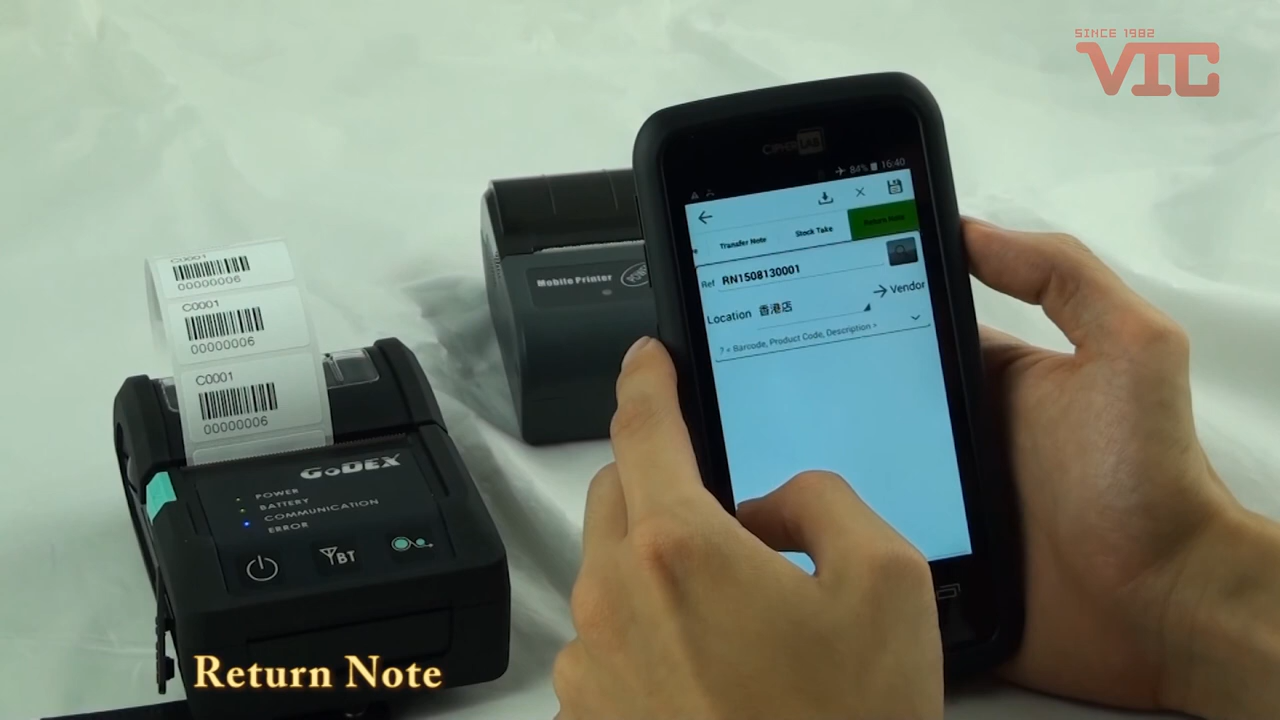 SINCE 1982
VIC
CIPHERLAB
84% 16:40
Transfer Note
Stock Take
Return Note
Ref RN1508130001
Location 香港店
Vendor
? = Barcode, Product Code, Description >
Mobile Printer
POWER
C0001
00000006
C0001
00000006
C0001
00000006
GoDEX
POWER
BATTERY
COMMUNICATION
ERROR
BT
Return Note